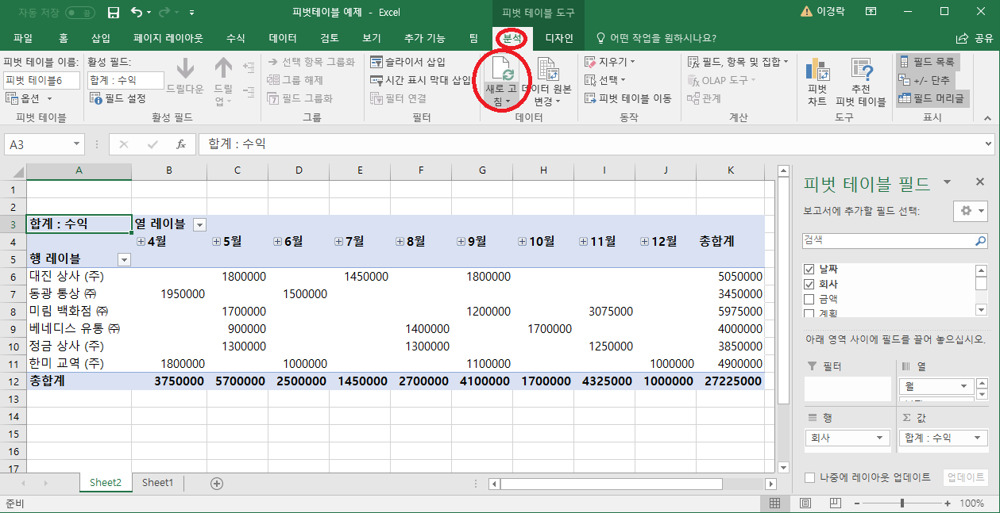 자동 저장 끔
피벗테이블 예제 - Excel
피벗 테이블 도구
이경락
파일 홈 삽입 페이지 레이아웃 수식 데이터 검토 보기 추가 기능 팀 분석 디자인 어떤 작업을 원하시나요? 공유
피벗 테이블 이름:
피벗 테이블6
옵션
피벗 테이블
활성 필드:
합계 : 수익
필드 설정
드릴다운
드릴
업
활성 필드
선택 항목 그룹화
그룹 해제
필드 그룹화
그룹
슬라이서 삽입
시간 표시 막대 삽입
필터 연결
필터
새로 고
침
데이터 원본
변경
데이터
지우기
선택
피벗 테이블 이동
동작
필드, 항목 및 집합
OLAP 도구
관계
계산
피벗
차트
추천
피벗 테이블
도구
필드 목록
+/- 단추
필드 머리글
표시
A3
fx
합계 : 수익
A B C D E F G H I J K
1
2
3 합계 : 수익 열 레이블
4 4월 5월 6월 7월 8월 9월 10월 11월 12월 총합계
5 행 레이블
6 대진 상사 (주) 1800000 1450000 1800000 5050000
7 동광 통상 ㈜ 1950000 1500000 3450000
8 미림 백화점 ㈜ 1700000 1200000 3075000 5975000
9 베네디스 유통 ㈜ 900000 1400000 1700000 4000000
10 정금 상사 (주) 1300000 1300000 1250000 3850000
11 한미 교역 (주) 1800000 1000000 1100000 1000000 4900000
12 총합계 3750000 5700000 2500000 1450000 2700000 4100000 1700000 4325000 1000000 27225000
13
14
15
16
17
피벗 테이블 필드
보고서에 추가할 필드 선택:
검색
날짜
회사
금액
계획
아래 영역 사이에 필드를 끌어 놓으십시오.
필터
열
월
행
회사
Σ 값
합계 : 수익
나중에 레이아웃 업데이트
업데이트
Sheet2 Sheet1
준비
100%